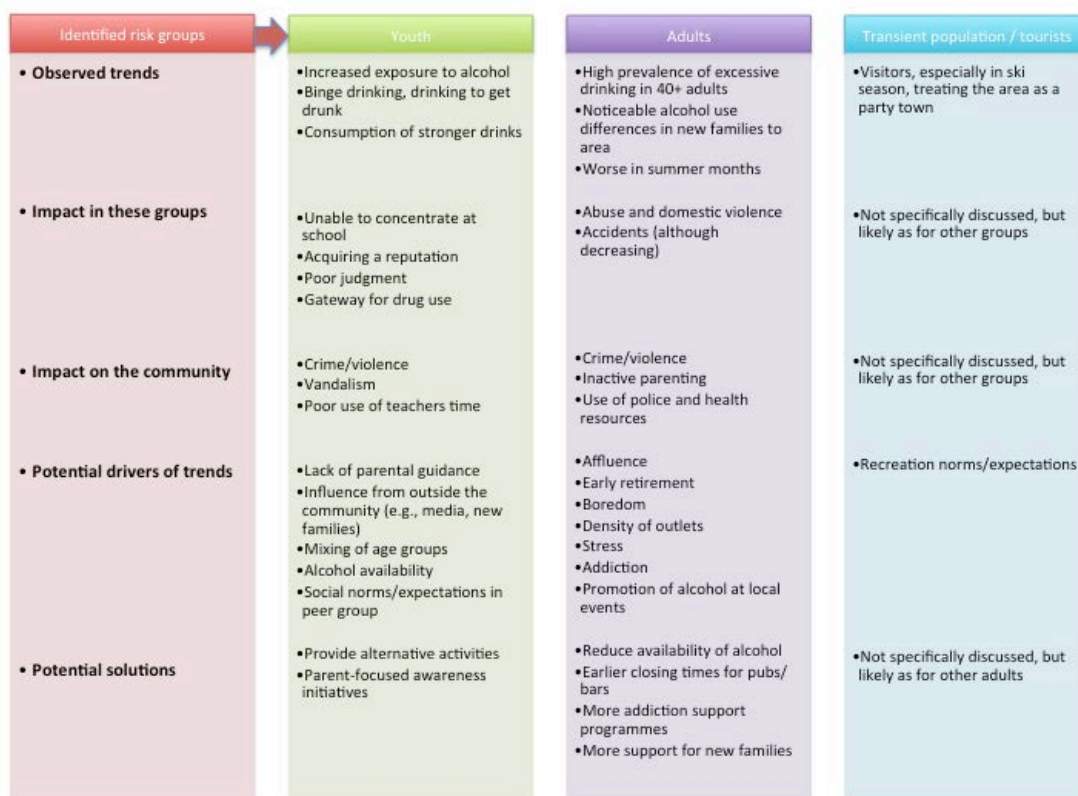 Identified risk groups
Youth
Adults
Transient population / tourists
• Observed trends
•Increased exposure to alcohol
•Binge drinking, drinking to get
drunk
•Consumption of stronger drinks
•High prevalence of excessive
drinking in 40+ adults
•Noticeable alcohol use
differences in new families to
area
•Worse in summer months
•Visitors, especially in ski
season, treating the area as a
party town
• Impact in these groups
•Unable to concentrate at
school
•Acquiring a reputation
•Poor judgment
•Gateway for drug use
•Abuse and domestic violence
•Accidents (although
decreasing)
•Not specifically discussed, but
likely as for other groups
• Impact on the community
•Crime/violence
•Vandalism
•Poor use of teachers time
•Crime/violence
•Inactive parenting
•Use of police and health
resources
•Not specifically discussed, but
likely as for other groups
• Potential drivers of trends
•Lack of parental guidance
•Influence from outside the
community (e.g., media, new
families)
•Mixing of age groups
•Alcohol availability
•Social norms/expectations in
peer group
•Affluence
•Early retirement
•Boredom
•Density of outlets
•Stress
•Addiction
•Promotion of alcohol at local
events
•Recreation norms/expectations
• Potential solutions
•Provide alternative activities
•Parent-focused awareness
initiatives
•Reduce availability of alcohol
•Earlier closing times for pubs/
bars
•More addiction support
programmes
•More support for new families
•Not specifically discussed, but
likely as for other adults